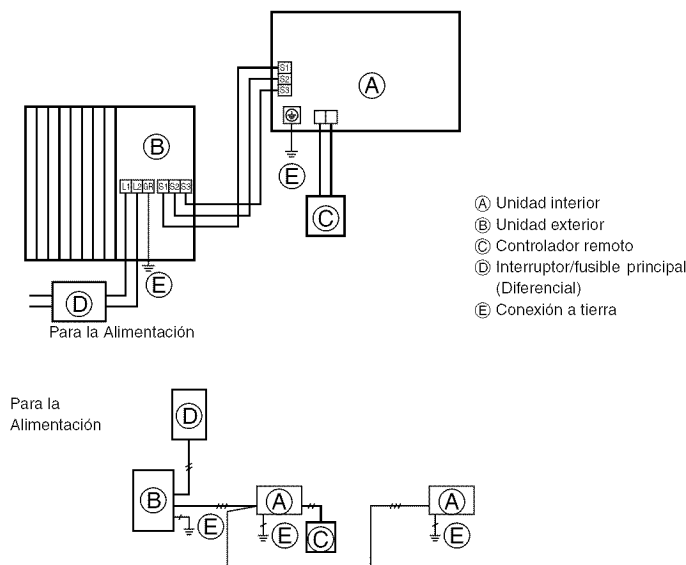 S1
S2
S3
A
B
L1 L2 GR S1 S2 S3
E
C
E
D
Para la Alimentación
A Unidad interior
B Unidad exterior
C Controlador remoto
D Interruptor/fusible principal
(Diferencial)
E Conexión a tierra
Para la
Alimentación
D
B
E
A
E
C
A
E